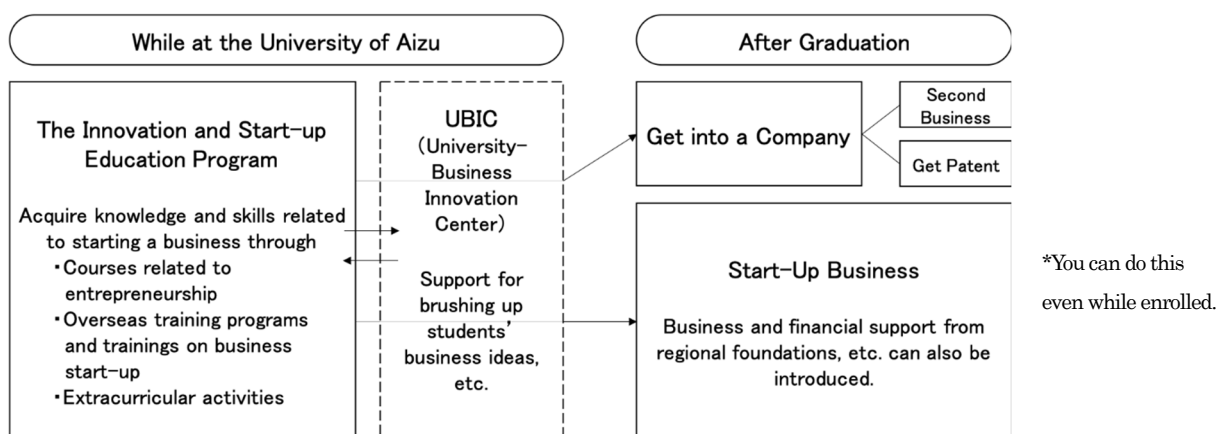 While at the University of Aizu
After Graduation
The Innovation and Start-up
Education Program
Acquire knowledge and skills related
to starting a business through
・Courses related to
entrepreneurship
・Overseas training programs
and trainings on business
start-up
・Extracurricular activities
UBIC
(University-
Business
Innovation
Center)
Support for
brushing up
students'
business ideas,
etc.
Get into a Company
Second
Business
Get Patent
Start-Up Business
Business and financial support from
regional foundations, etc. can also be
introduced.
*You can do this
even while enrolled.